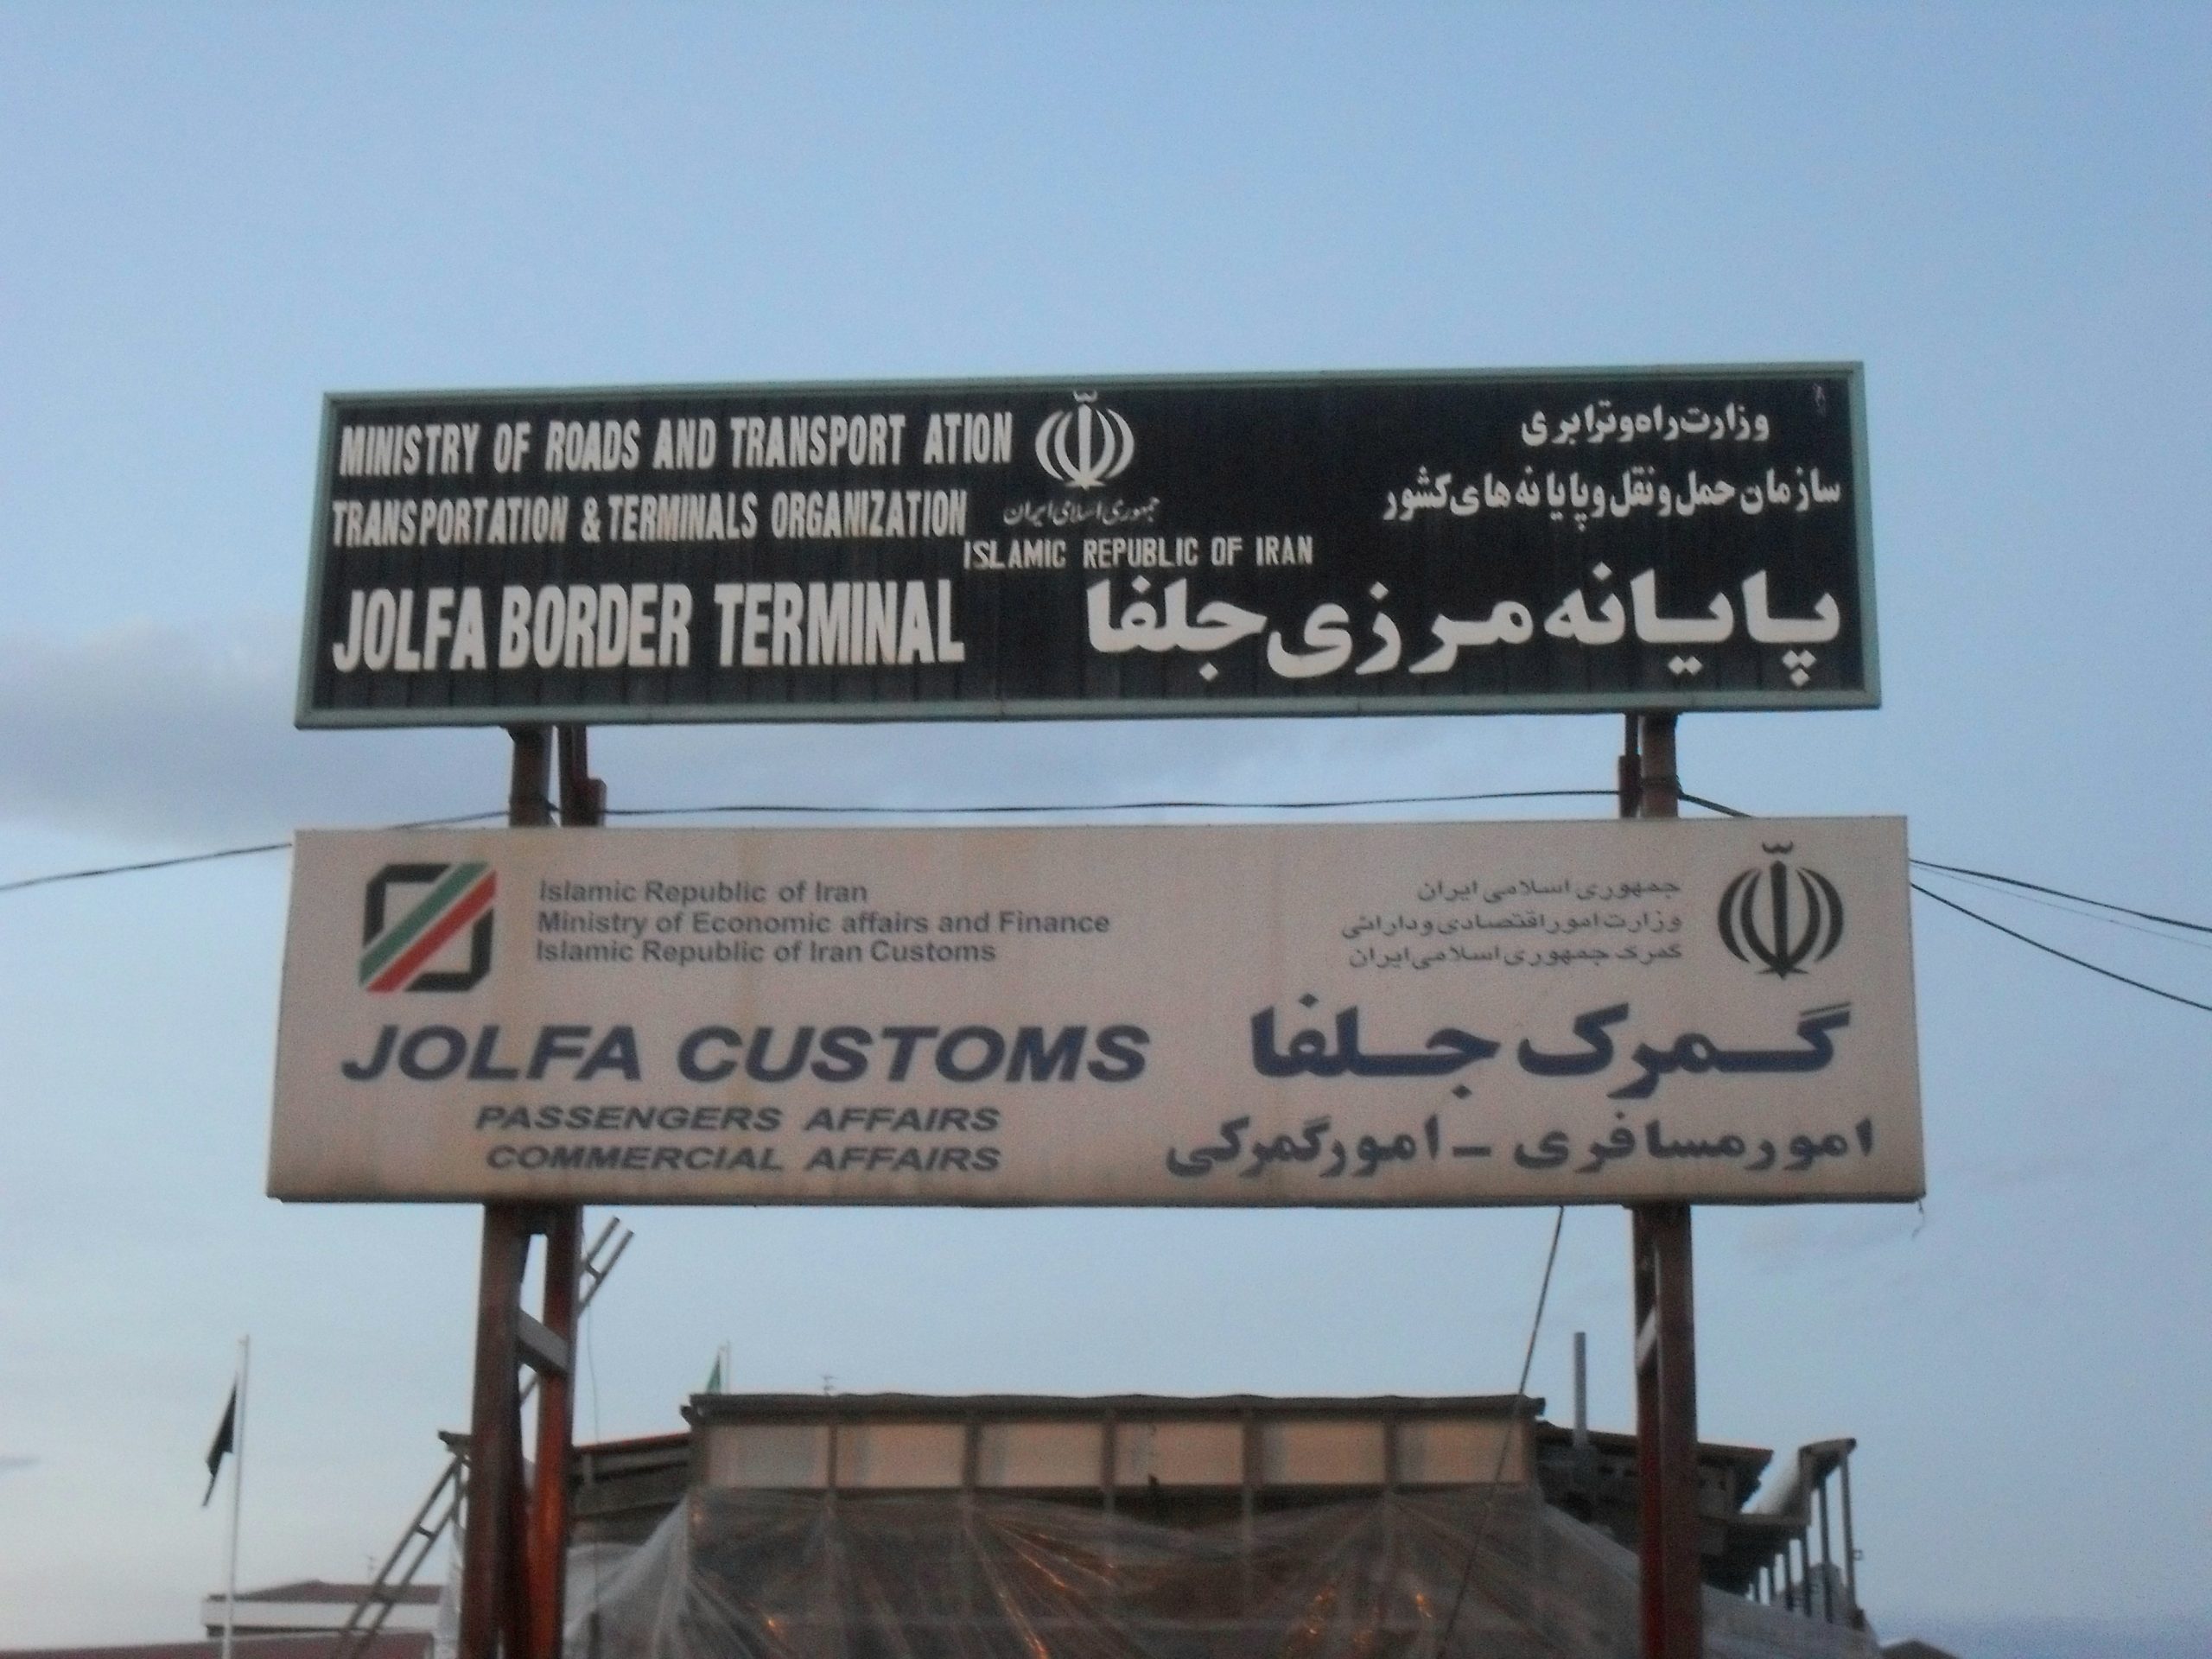 MINISTRY OF ROADS AND TRANSPORT ATION
TRANSPORTATION & TERMINALS ORGANIZATION
JOLFA BORDER TERMINAL
جمهوری اسلامی ایران
ISLAMIC REPUBLIC OF IRAN
وزارت راه و ترابری
سازمان حمل و نقل و پایانه های کشور
پایانه مرزی جلفا
Islamic Republic of Iran
Ministry of Economic affairs and Finance
Islamic Republic of Iran Customs
JOLFA CUSTOMS
PASSENGERS AFFAIRS
COMMERCIAL AFFAIRS
جمهوری اسلامی ایران
وزارت امور اقتصادی و دارائی
گمرک جمهوری اسلامی ایران
گمرک جلفا
امور مسافری - امور گمرکی